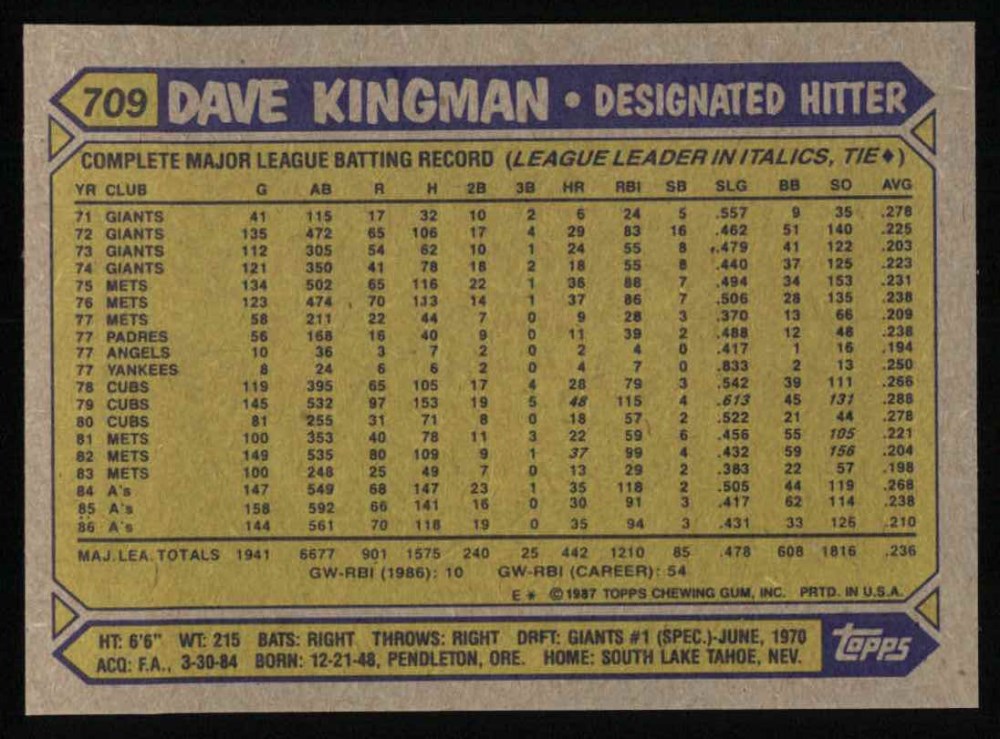 709 DAVE KINGMAN • DESIGNATED HITTER
COMPLETE MAJOR LEAGUE BATTING RECORD (LEAGUE LEADER IN ITALICS, TIE♦)
YR CLUB G AB R H 2B 3B HR RBI SB SLG BB SO AVG
71 GIANTS 41 115 17 32 10 2 6 24 5 .557 9 35 .278
72 GIANTS 135 472 65 106 17 4 29 83 16 .462 51 140 .225
73 GIANTS 112 305 54 62 10 1 24 55 8 .479 41 122 .203
74 GIANTS 121 350 41 78 18 2 18 55 8 .440 37 125 .223
75 METS 134 502 65 116 22 1 36 88 7 .494 34 153 .231
76 METS 123 474 70 113 14 1 37 86 7 .506 28 135 .238
77 METS 58 211 22 44 7 0 9 28 3 .370 13 66 .209
77 PADRES 56 168 16 40 9 0 11 39 2 .488 12 48 .238
77 ANGELS 10 36 3 7 2 0 2 4 0 .417 1 16 .194
77 YANKEES 8 24 6 6 2 0 4 7 0 .833 2 13 .250
78 CUBS 119 395 65 105 17 4 28 79 3 .542 39 111 .266
79 CUBS 145 532 97 153 19 5 48 115 4 .613 45 131 .288
80 CUBS 81 255 31 71 8 0 18 57 2 .522 21 44 .278
81 METS 100 353 40 78 11 3 22 59 6 .456 55 105 .221
82 METS 149 535 80 109 9 1 37 99 4 .432 59 156 .204
83 METS 100 248 25 49 7 0 13 29 2 .383 22 57 .198
84 A's 147 549 68 147 23 1 35 118 2 .505 44 119 .268
85 A's 158 592 66 141 16 0 30 91 3 .417 62 114 .238
86 A's 144 561 70 118 19 0 35 94 3 .431 33 126 .210
MAJ. LEA. TOTALS 1941 6677 901 1575 240 25 442 1210 85 .478 608 1816 .236
GW-RBI (1986): 10 GW-RBI (CAREER): 54
E * ©1987 TOPPS CHEWING GUM, INC. PRTD. IN U.S.A.
HT: 6'6" WT: 215 BATS: RIGHT THROWS: RIGHT DRFT: GIANTS #1 (SPEC.)-JUNE, 1970
ACQ: F.A., 3-30-84 BORN: 12-21-48, PENDLETON, ORE. HOME: SOUTH LAKE TAHOE, NEV.
topps